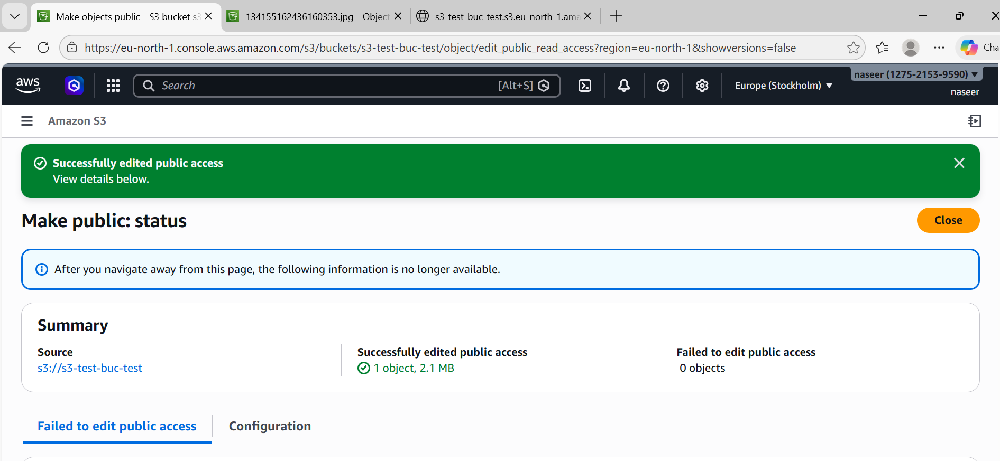 Make objects public - S3 bucket s3
134155162436160353.jpg - Object
s3-test-buc-test.s3.eu-north-1.ama
https://eu-north-1.console.aws.amazon.com/s3/buckets/s3-test-buc-test/object/edit_public_read_access?region=eu-north-1&showversions=false
Cha
aws
Search
[Alt+S]
Europe (Stockholm)
naseer (1275-2153-9590)
naseer
Amazon S3
Successfully edited public access
View details below.
Make public: status
Close
After you navigate away from this page, the following information is no longer available.
Summary
Source
s3://s3-test-buc-test
Successfully edited public access
1 object, 2.1 MB
Failed to edit public access
0 objects
Failed to edit public access
Configuration